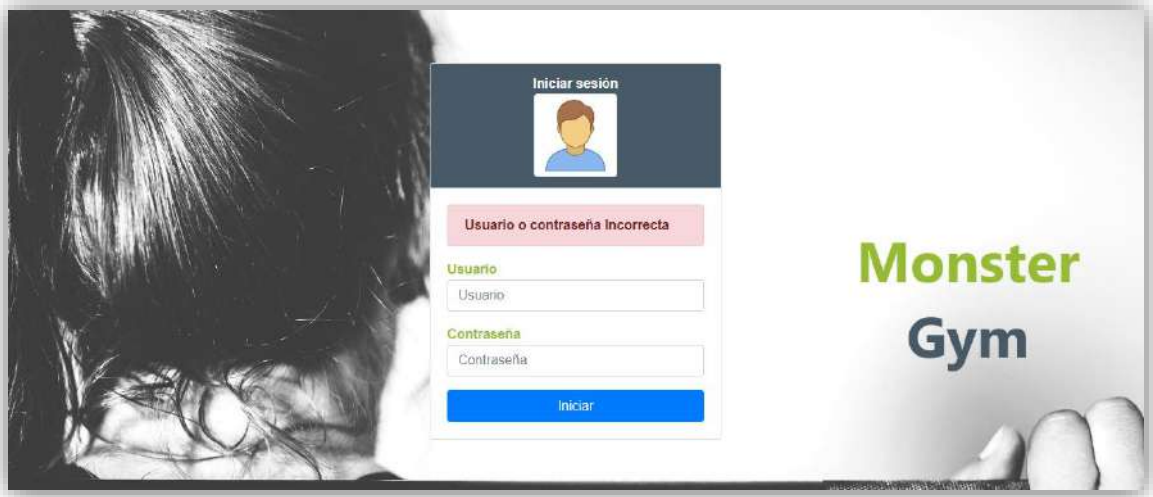 Iniciar sesión
Usuario o contraseña Incorrecta
Usuario
Usuario
Contraseña
Contraseña
Iniciar
Monster
Gym